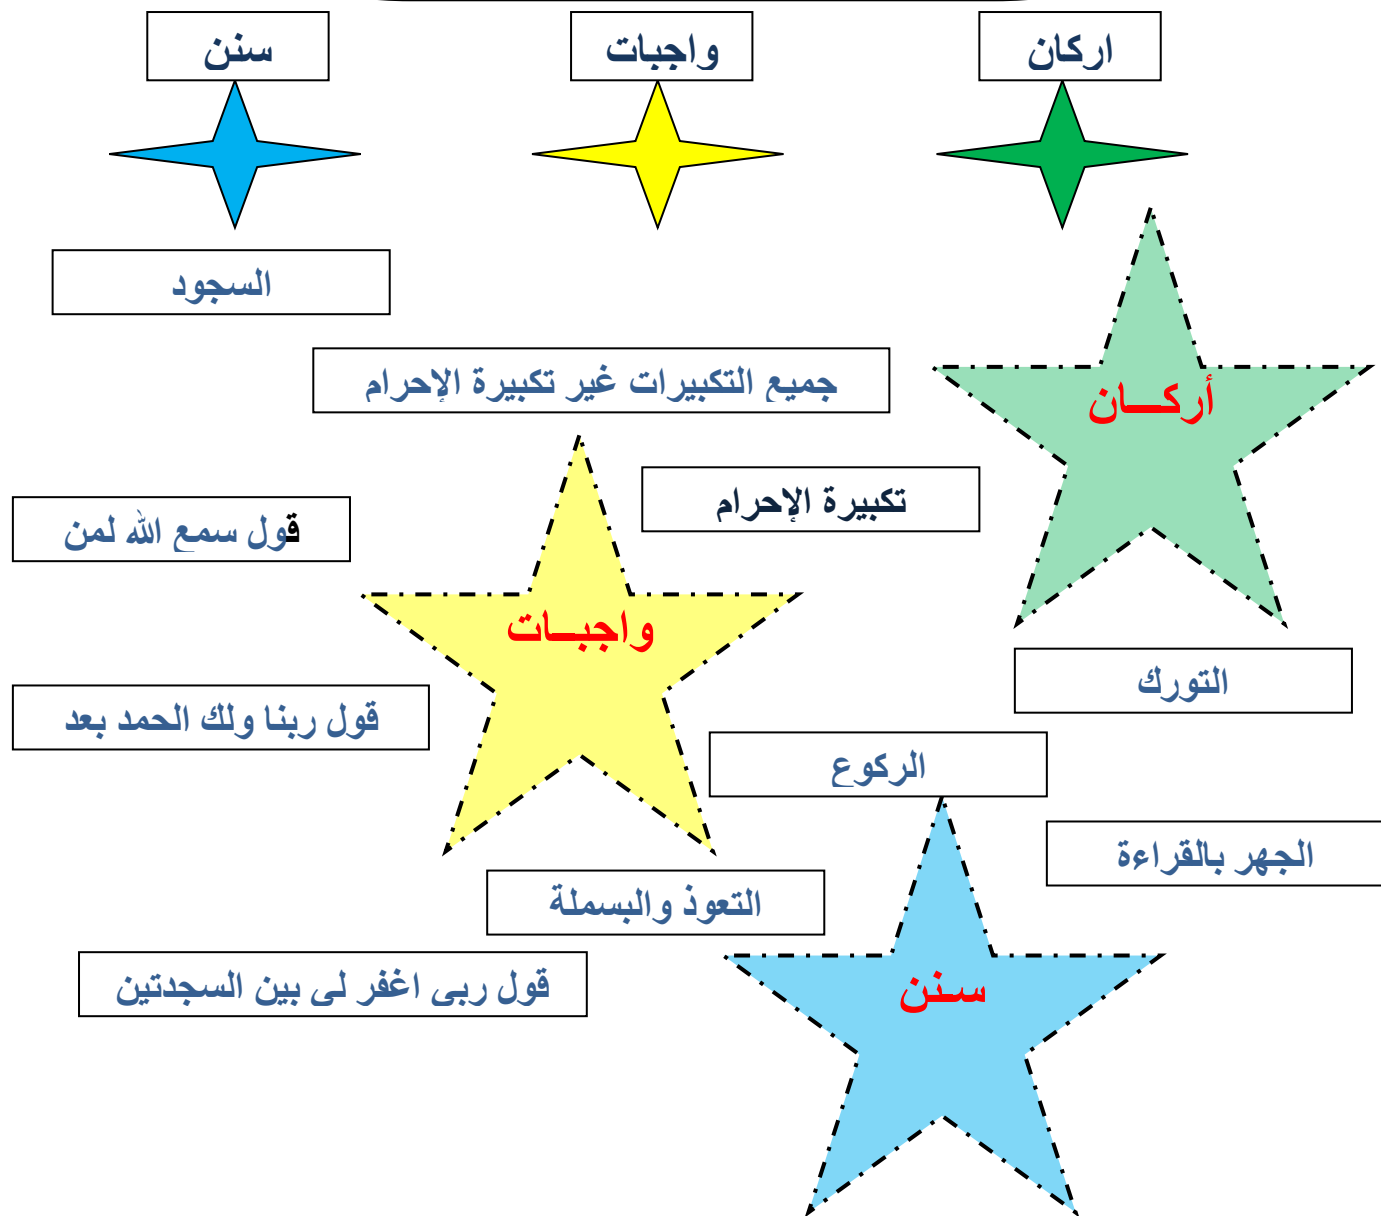 اركان
واجبات
سنن
السجود
جميع التكبيرات غير تكبيرة الإحرام
أركـــان
تكبيرة الإحرام
قول سمع الله لمن
واجبــات
التورك
قول ربنا ولك الحمد بعد
الركوع
الجهر بالقراءة
التعوذ والبسملة
قول ربى اغفر لى بين السجدتين
سـنن